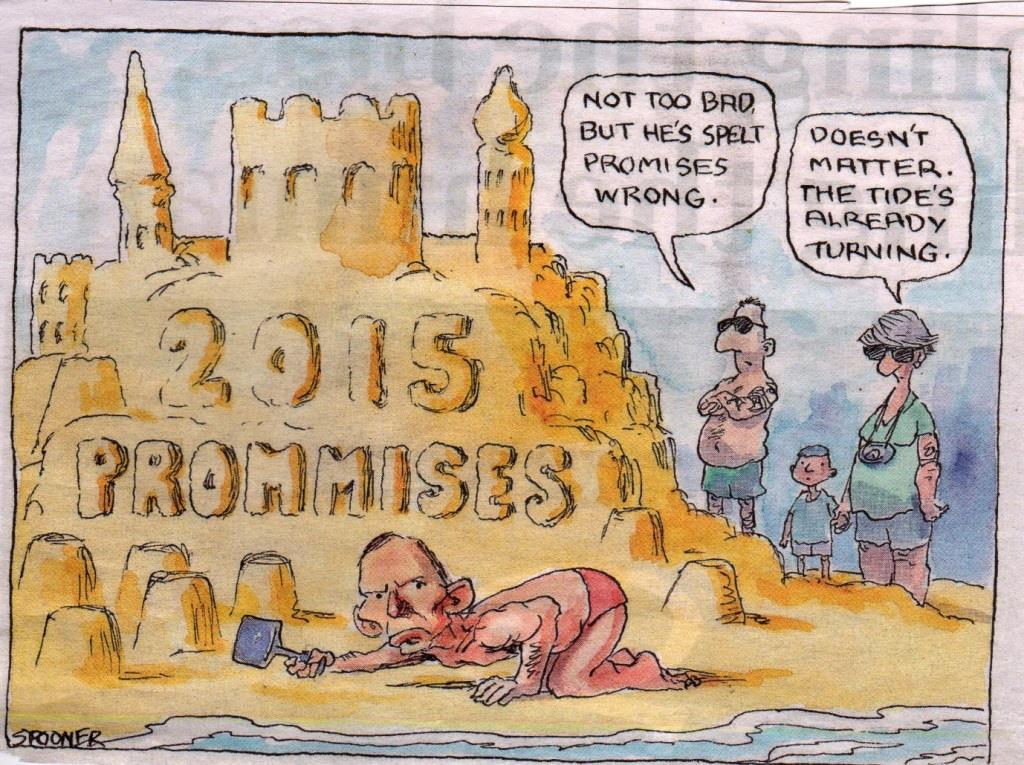 NOT TOO BAD,
BUT HE'S SPELT
PROMISES
WRONG.
DOESN'T
MATTER.
THE TIDE'S
ALREADY
TURNING.
2015
PROMMISES
SPOONER